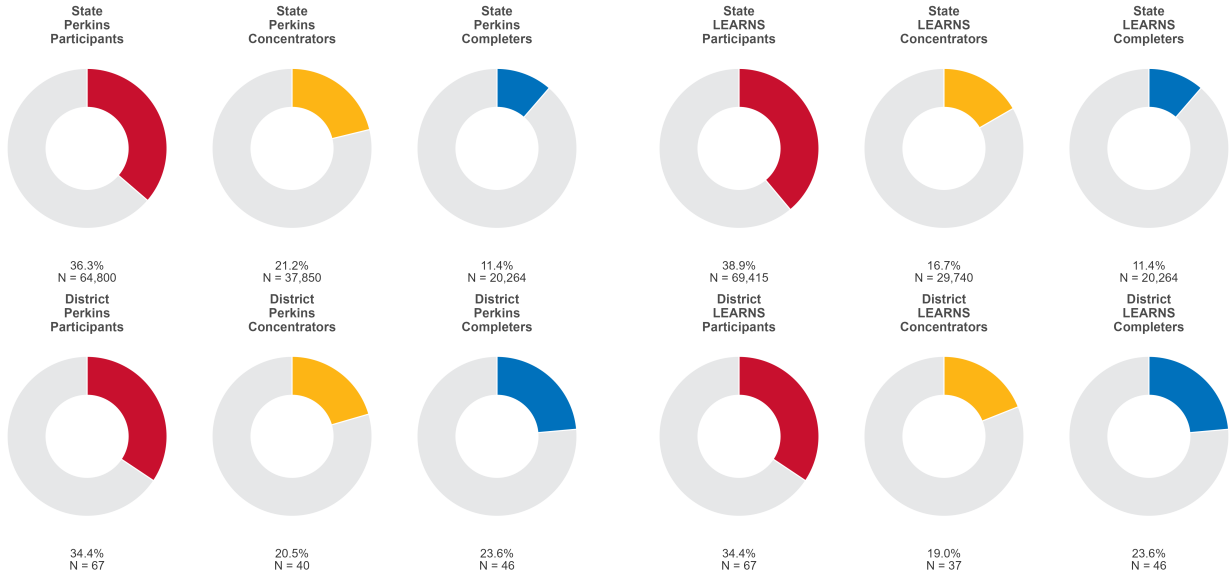 State
Perkins
Participants
State
Perkins
Concentrators
State
Perkins
Completers
State
LEARNS
Participants
State
LEARNS
Concentrators
State
LEARNS
Completers
36.3%
N = 64,800
21.2%
N = 37,850
11.4%
N = 20,264
38.9%
N = 69,415
16.7%
N = 29,740
11.4%
N = 20,264
District
Perkins
Participants
District
Perkins
Concentrators
District
Perkins
Completers
District
LEARNS
Participants
District
LEARNS
Concentrators
District
LEARNS
Completers
34.4%
N = 67
20.5%
N = 40
23.6%
N = 46
34.4%
N = 67
19.0%
N = 37
23.6%
N = 46